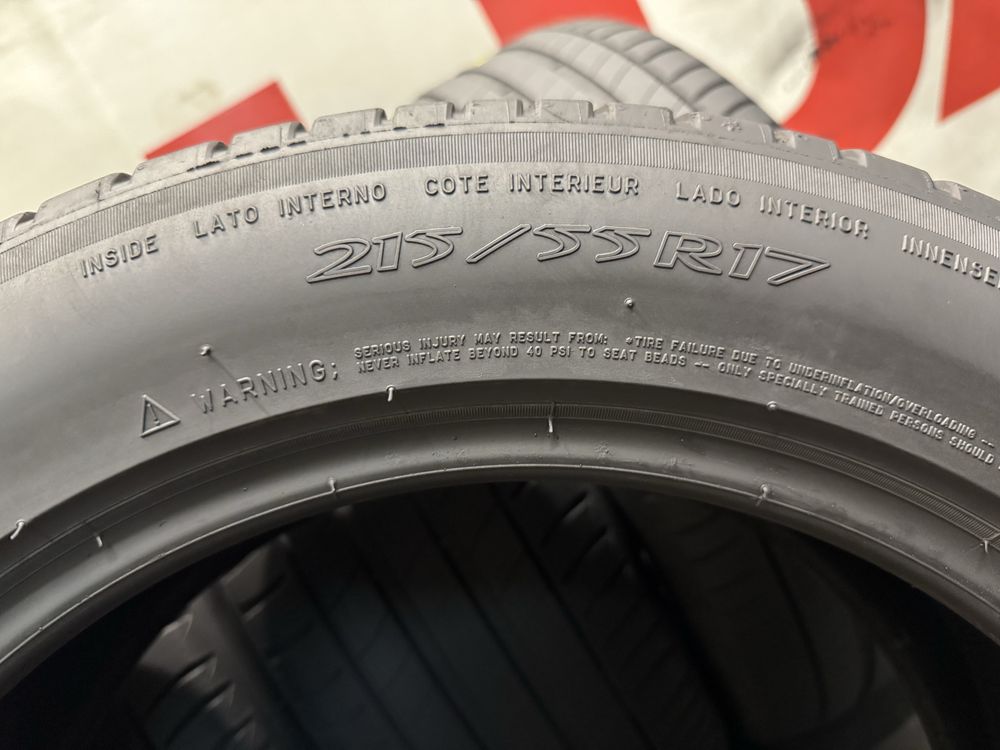 INSIDE LATO INTERNO COTE INTERIEUR LADO INTERIOR INNENSE
215/55R17
WARNING: SERIOUS INJURY MAY RESULT FROM: *TIRE FAILURE DUE TO UNDERINFLATION/OVERLOADING --
NEVER INFLATE BEYOND 40 PSI TO SEAT BEADS -- ONLY SPECIALLY TRAINED PERSONS SHOULD